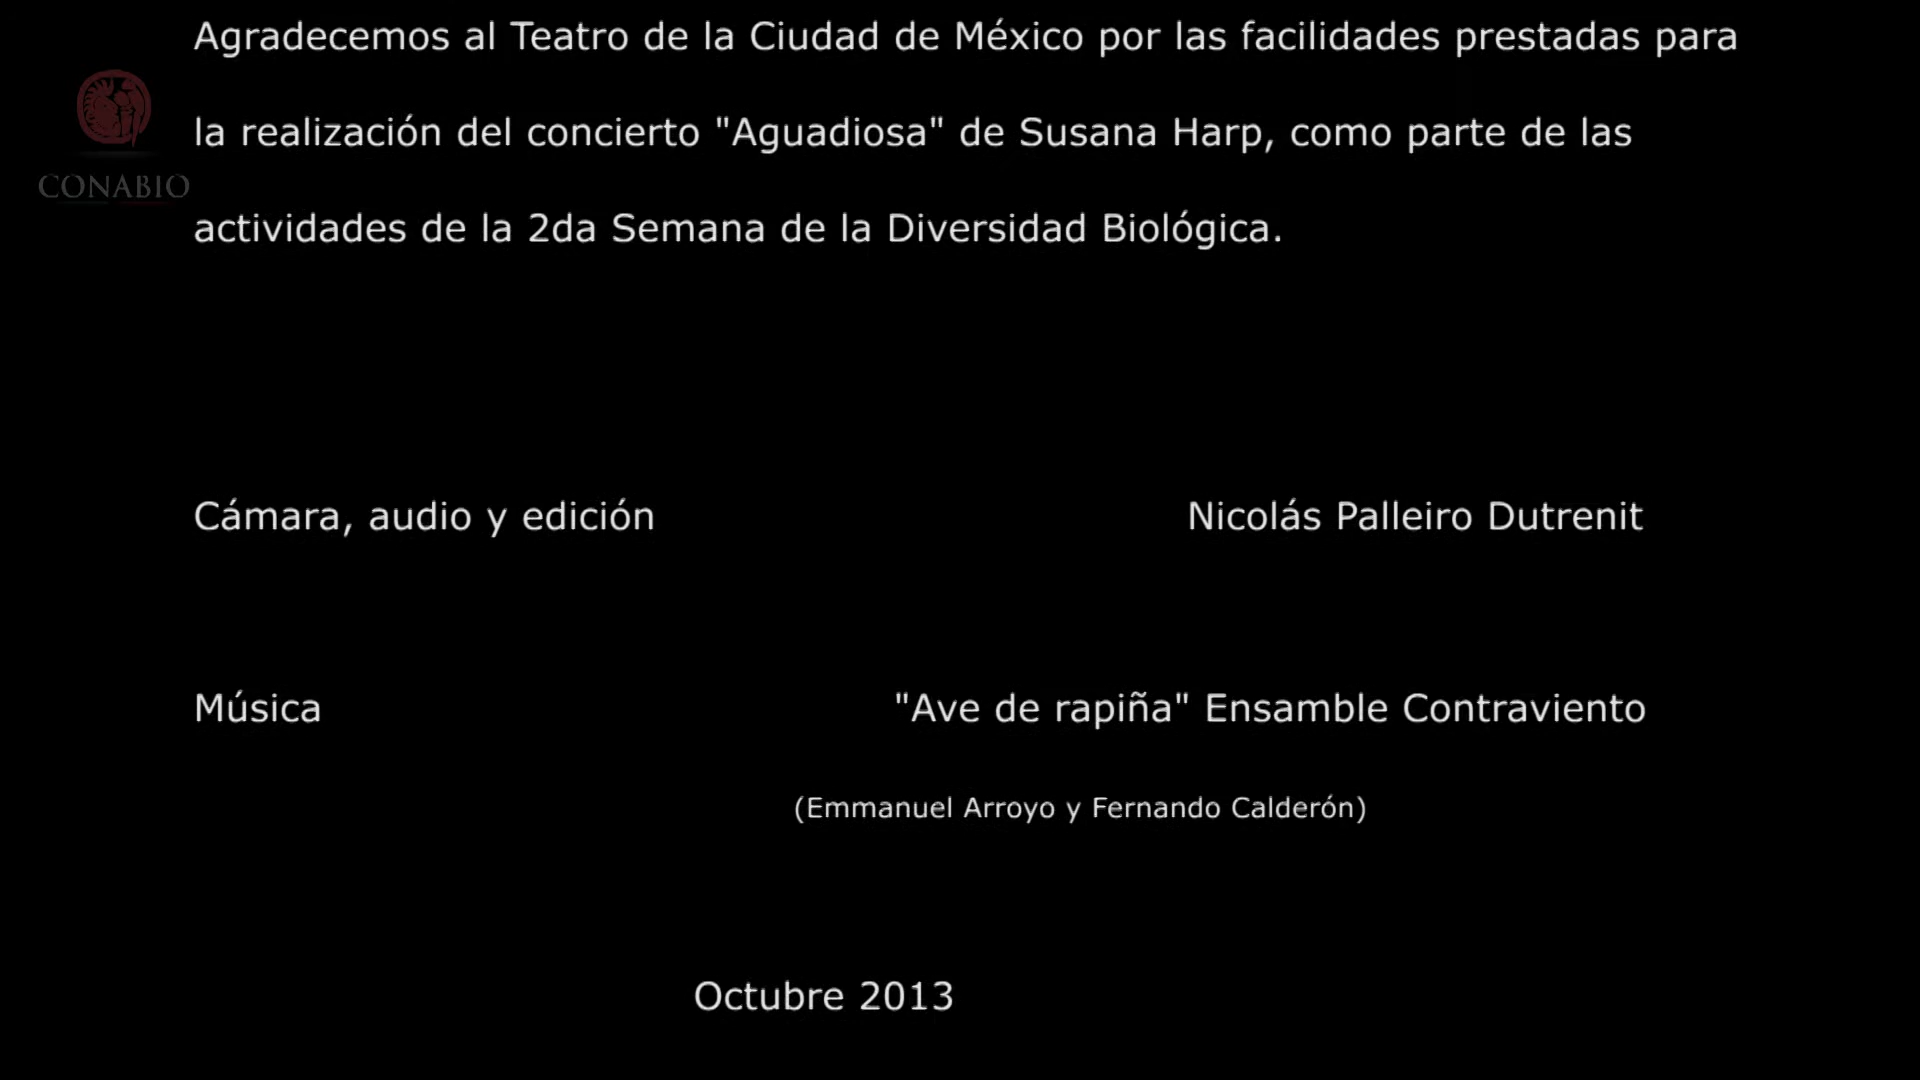 Agradecemos al Teatro de la Ciudad de México por las facilidades prestadas para
la realización del concierto "Aguadiosa" de Susana Harp, como parte de las
CONABIO
actividades de la 2da Semana de la Diversidad Biológica.
Cámara, audio y edición Nicolás Palleiro Dutrenit
Música "Ave de rapiña" Ensamble Contraviento
(Emmanuel Arroyo y Fernando Calderón)
Octubre 2013